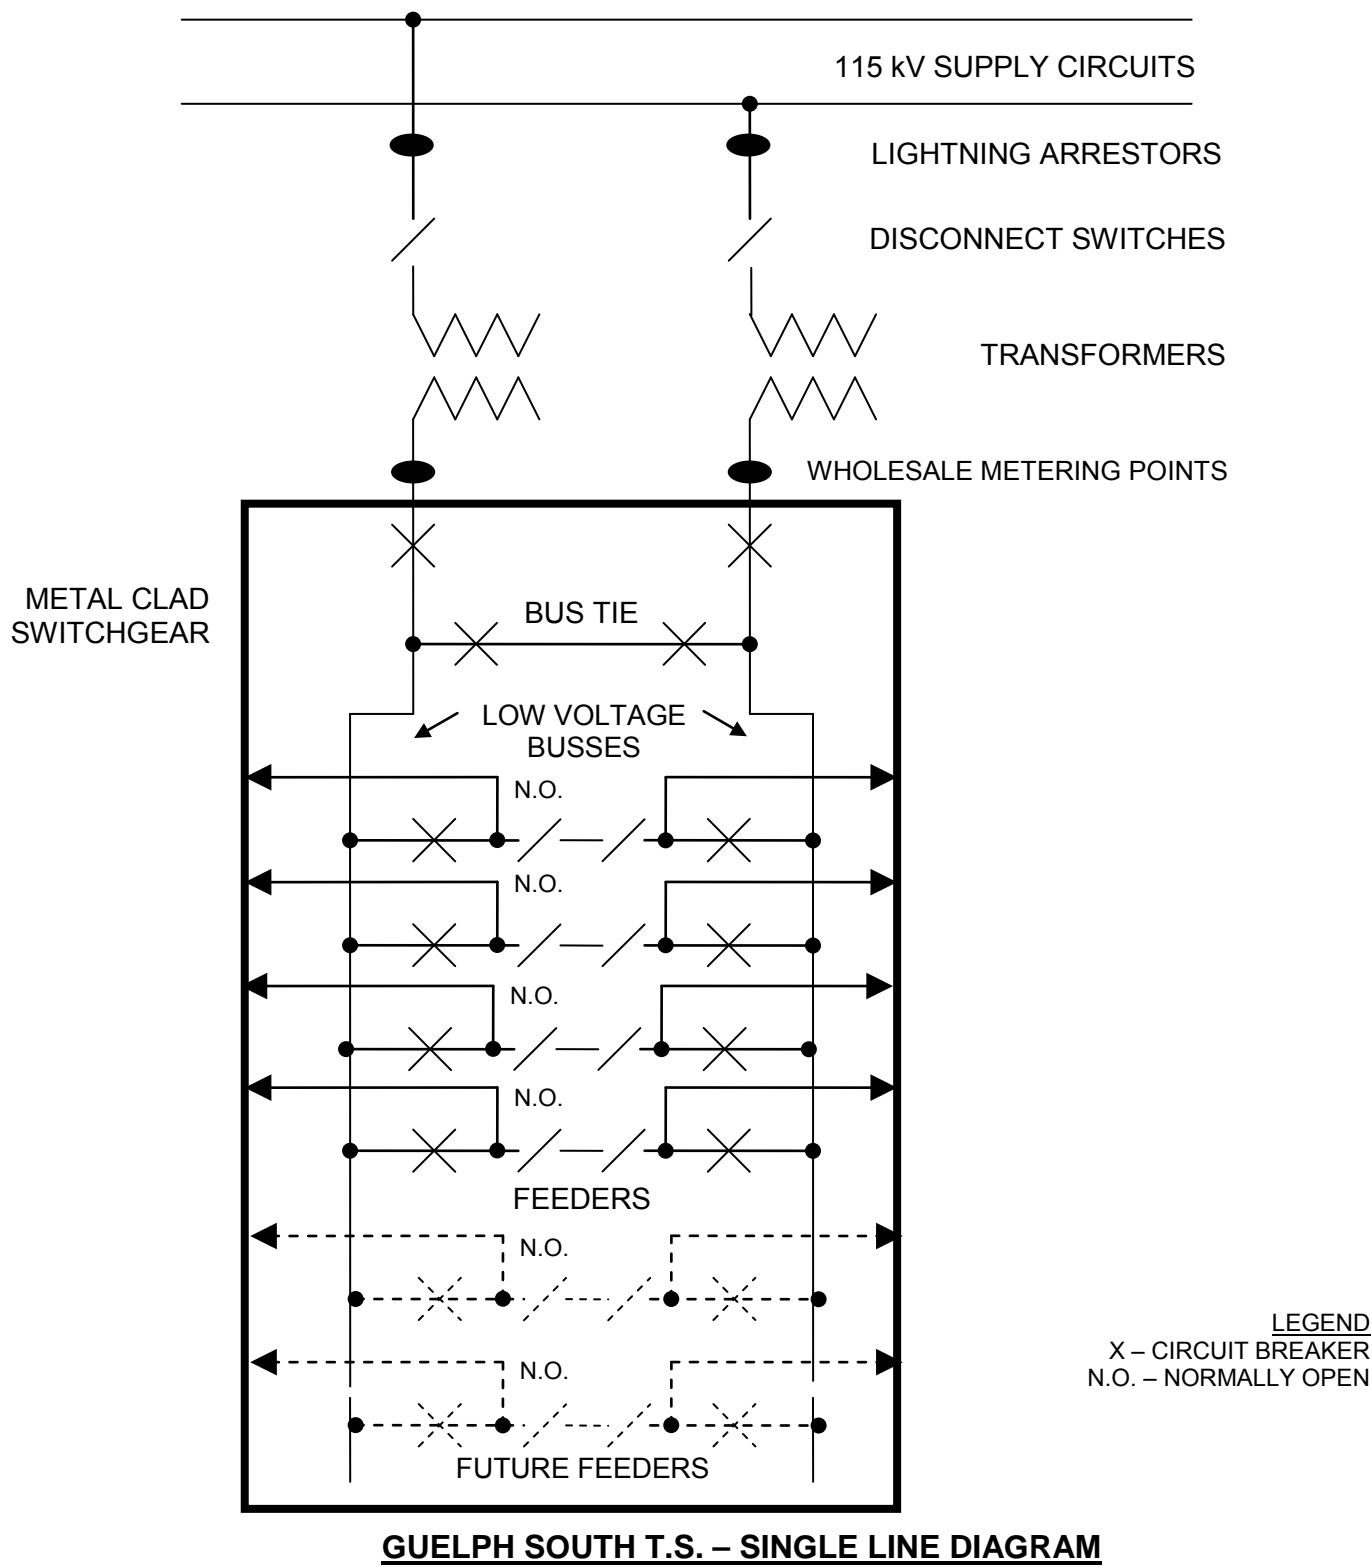 115 kV SUPPLY CIRCUITS
LIGHTNING ARRESTORS
DISCONNECT SWITCHES
TRANSFORMERS
WHOLESALE METERING POINTS
METAL CLAD
SWITCHGEAR
BUS TIE
LOW VOLTAGE
BUSSES
N.O.
N.O.
N.O.
N.O.
FEEDERS
N.O.
N.O.
FUTURE FEEDERS
LEGEND
X – CIRCUIT BREAKER
N.O. – NORMALLY OPEN
GUELPH SOUTH T.S. – SINGLE LINE DIAGRAM